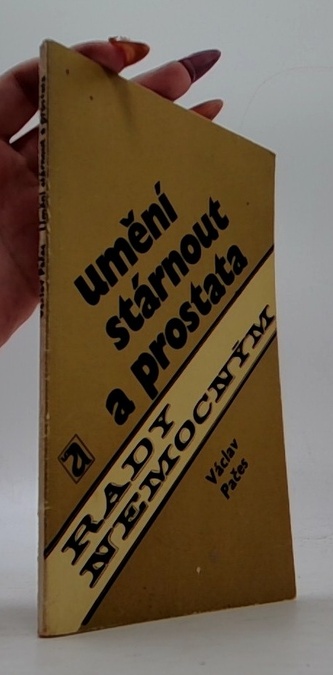 umění
stárnout
a prostata
a
RADY
NEMOCNÝM
Václav
Pačes